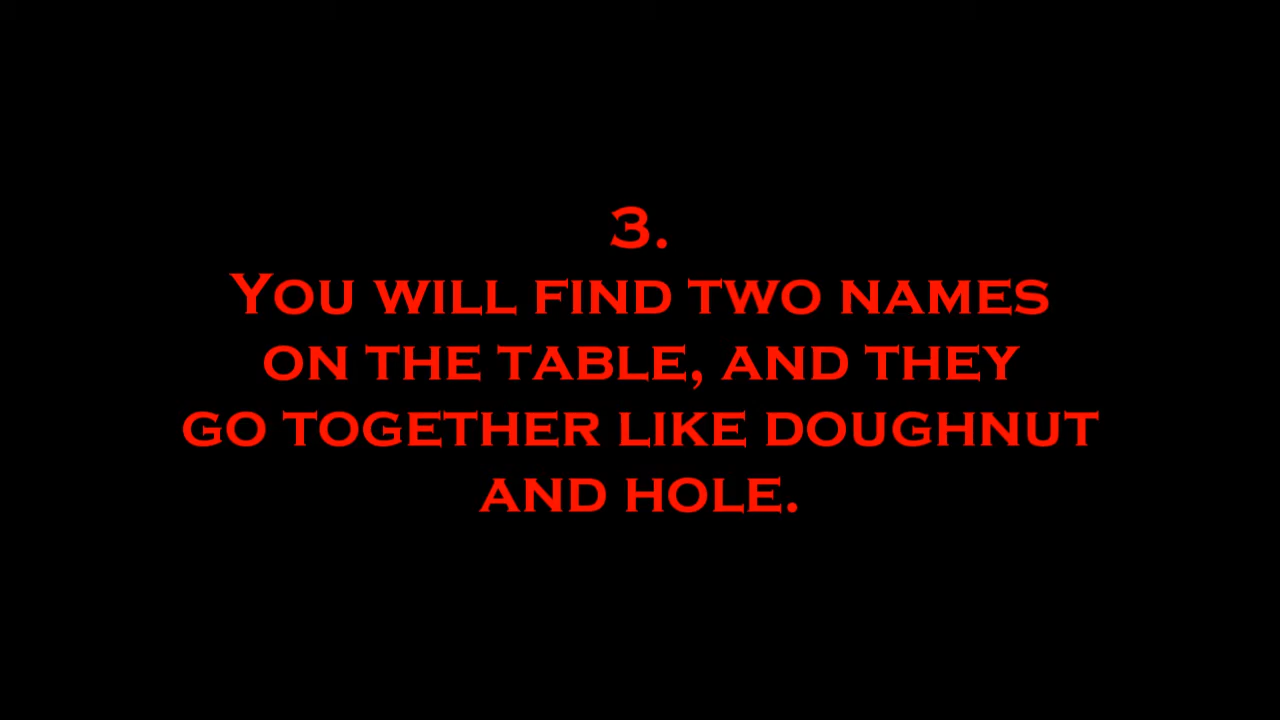 3.
You will find two names
on the table, and they
go together like doughnut
and hole.